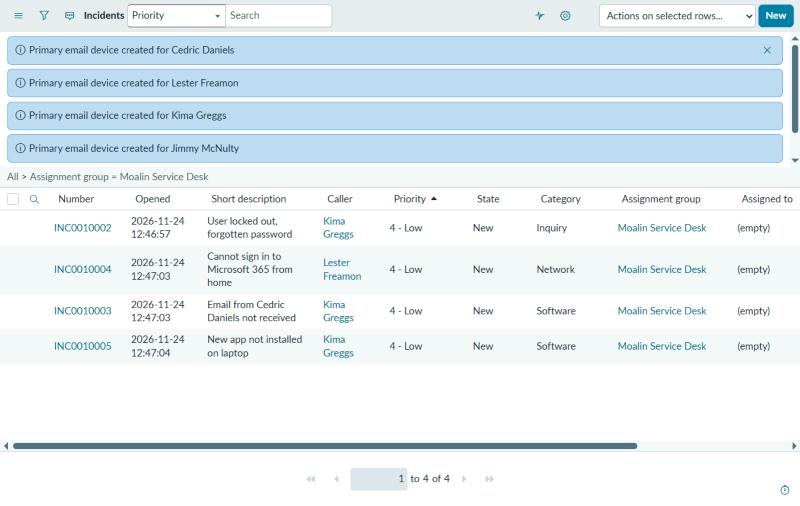 Incidents Priority Search Actions on selected rows... New
Primary email device created for Cedric Daniels
Primary email device created for Lester Freamon
Primary email device created for Kima Greggs
Primary email device created for Jimmy McNulty
All > Assignment group = Moalin Service Desk
Number Opened Short description Caller Priority State Category Assignment group Assigned to
INC0010002 2026-11-24 12:46:57 User locked out, forgotten password Kima Greggs 4 - Low New Inquiry Moalin Service Desk (empty)
INC0010004 2026-11-24 12:47:03 Cannot sign in to Microsoft 365 from home Lester Freamon 4 - Low New Network Moalin Service Desk (empty)
INC0010003 2026-11-24 12:47:03 Email from Cedric Daniels not received Kima Greggs 4 - Low New Software Moalin Service Desk (empty)
INC0010005 2026-11-24 12:47:04 New app not installed on laptop Kima Greggs 4 - Low New Software Moalin Service Desk (empty)
1 to 4 of 4